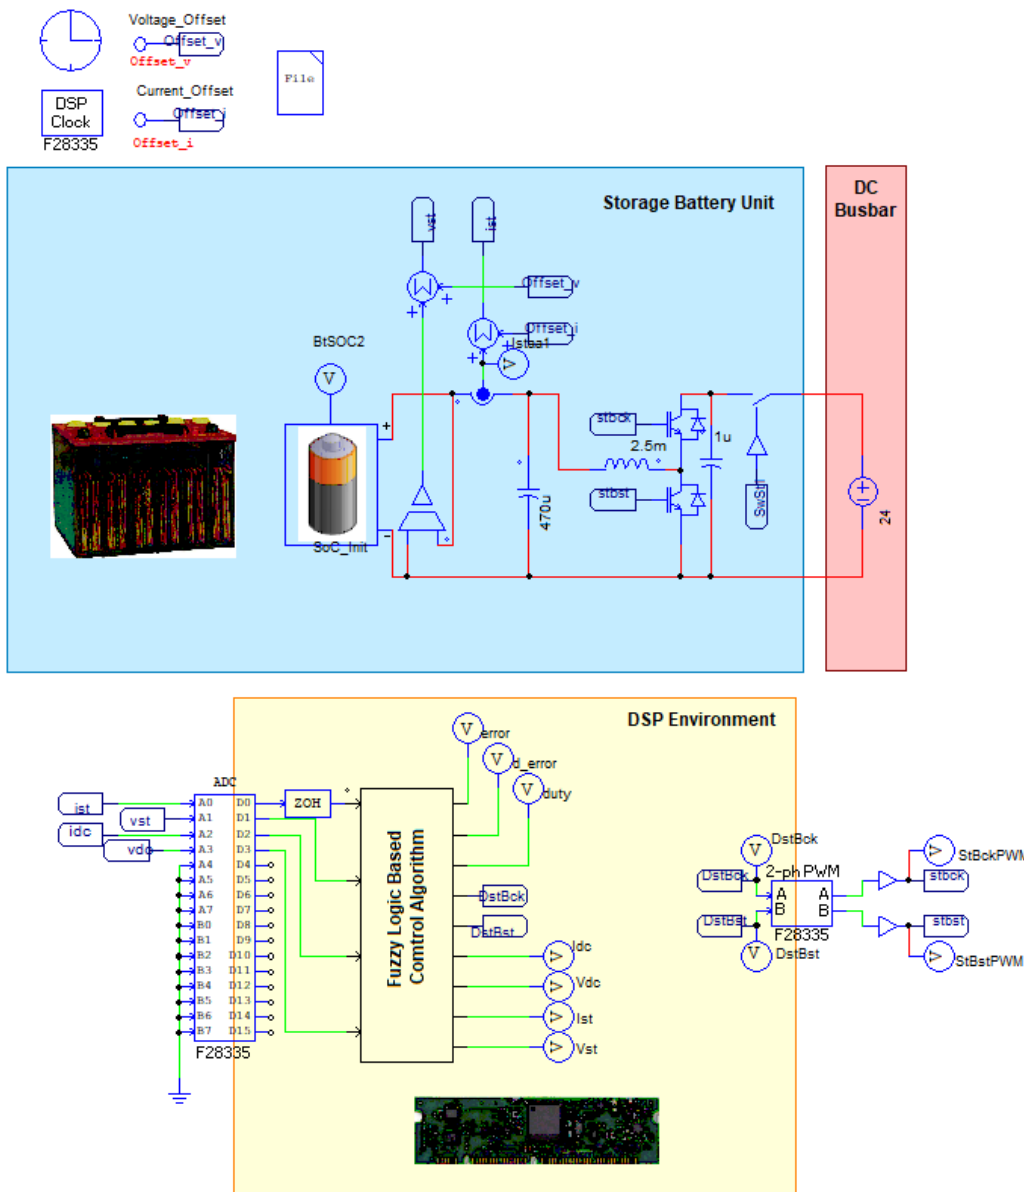 Voltage_Offset
Offset_v
Offset_v
File
DSP
Clock
F28335
Current_Offset
Offset_i
Offset_i
Storage Battery Unit
DC
Busbar
vst
ist
Offset_v
Offset_i
Istaa1
V
BtSOC2
V
+
-
SoC_Init
470u
stbck
2.5m
stbst
1u
SwSt1
24
DSP Environment
V
error
V
d_error
V
duty
ADC
ist
vst
idc
vdc
A0 D0
A1 D1
A2 D2
A3 D3
A4 D4
A5 D5
A6 D6
A7 D7
B0 D8
B1 D9
B2 D10
B3 D11
B4 D12
B5 D13
B6 D14
B7 D15
F28335
ZOH
Fuzzy Logic Based
Comtrol Algorithm
DstBck
DstBst
Idc
V
Vdc
V
Ist
V
Vst
V
DstBck
V
DstBck
2-ph PWM
A A
B B
F28335
DstBst
V
DstBst
V
StBckPWM
stbck
stbst
V
StBstPWM